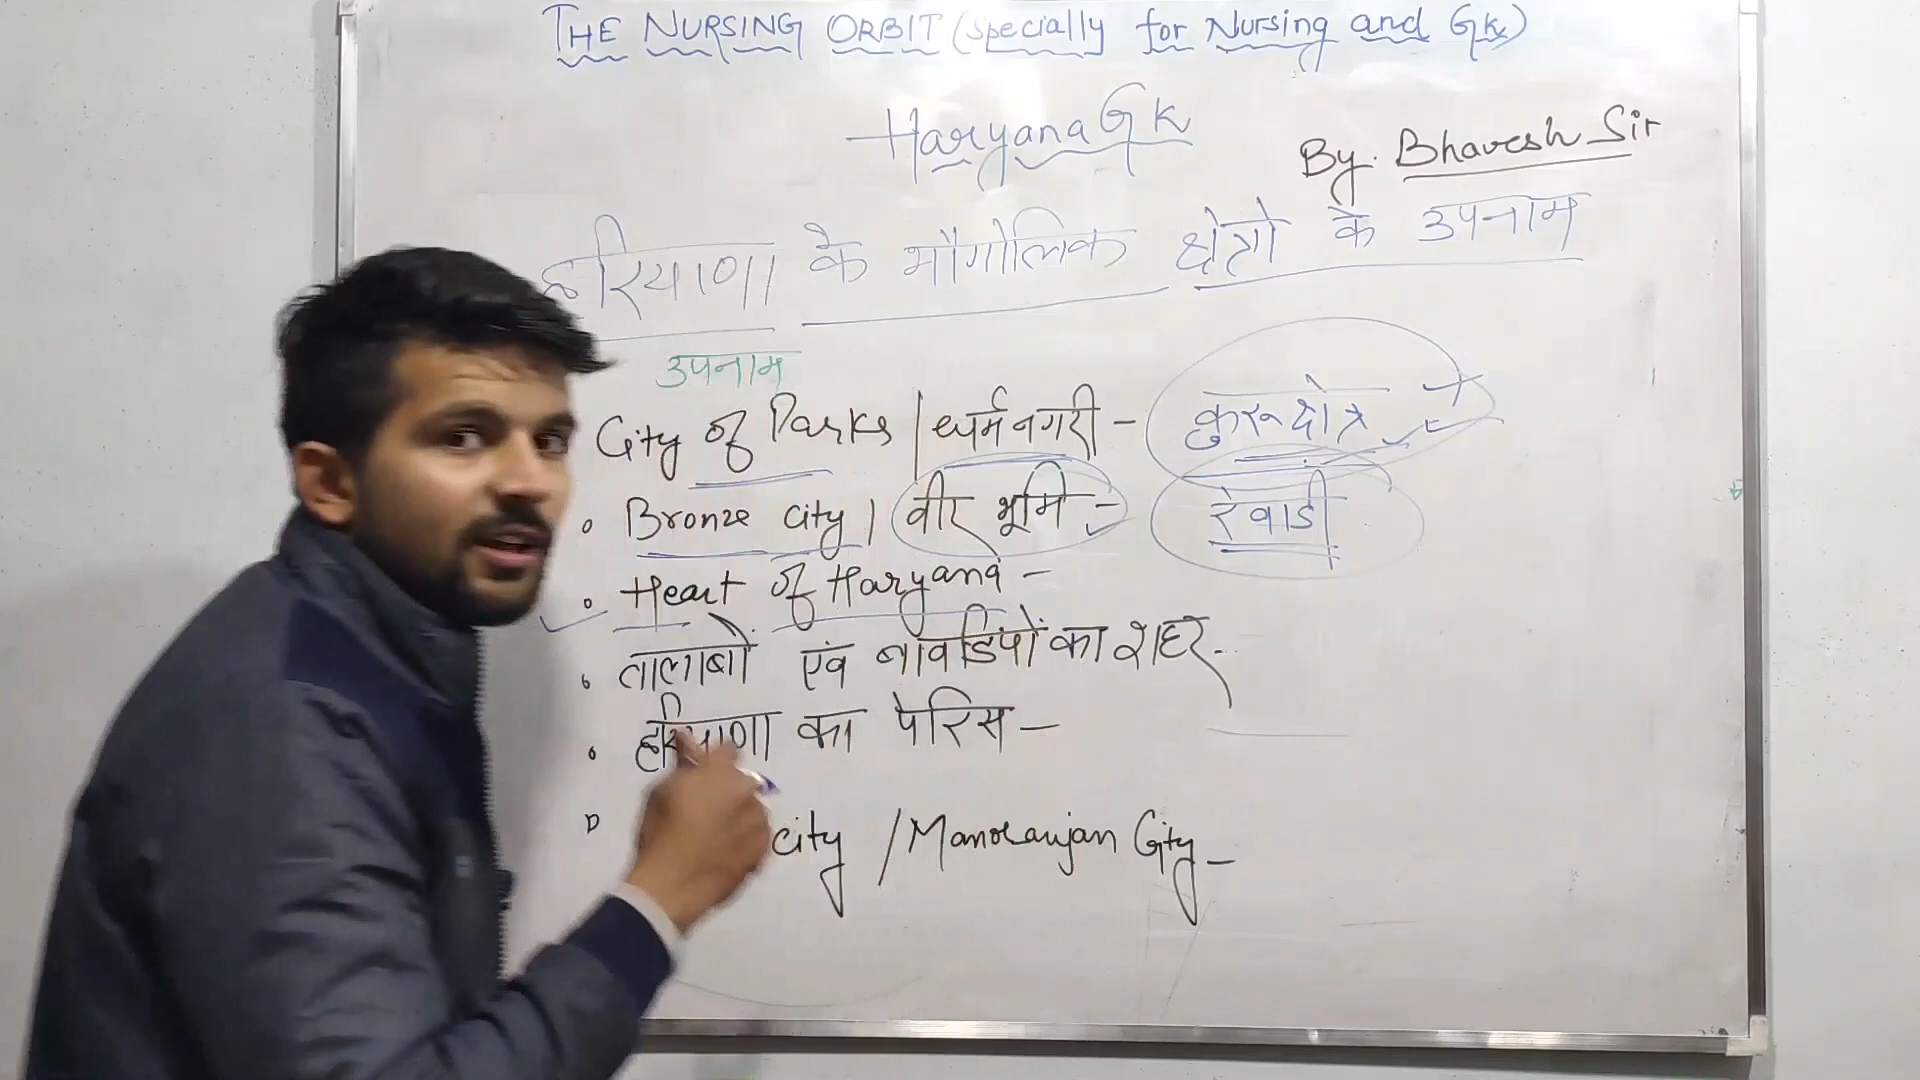 THE NURSING ORBIT (specially for Nursing and Gk)
Haryana Gk
By. Bhavesh Sir
हरियाणा के भौगोलिक क्षेत्रो के उपनाम
उपनाम
City of Parks / धर्मनगरी - कुरूक्षेत्र
Bronze city / वीर भूमि - रेवाडी
Heart of Haryana -
तालाबों एवं बावडियों का शहर -
हरियाणा का पेरिस -
city / Manoranjan City -